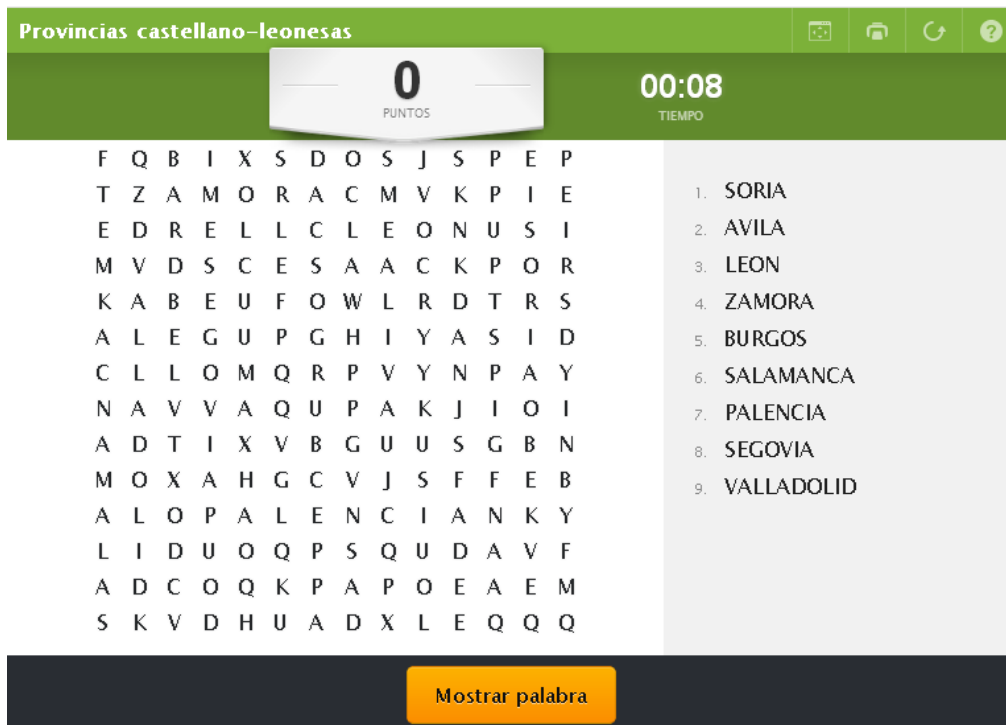 Provincias castellano-leonesas
0
PUNTOS
00:08
TIEMPO
F Q B I X S D O S J S P E P
T Z A M O R A C M V K P I E
E D R E L L C L E O N U S I
M V D S C E S A A C K P O R
K A B E U F O W L R D T R S
A L E G U P G H I Y A S I D
C L L O M Q R P V Y N P A Y
N A V V A Q U P A K J I O I
A D T I X V B G U U S G B N
M O X A H G C V J S F F E B
A L O P A L E N C I A N K Y
L I D U O Q P S Q U D A V F
A D C O Q K P A P O E A E M
S K V D H U A D X L E Q Q Q
1. SORIA
2. AVILA
3. LEON
4. ZAMORA
5. BURGOS
6. SALAMANCA
7. PALENCIA
8. SEGOVIA
9. VALLADOLID
Mostrar palabra